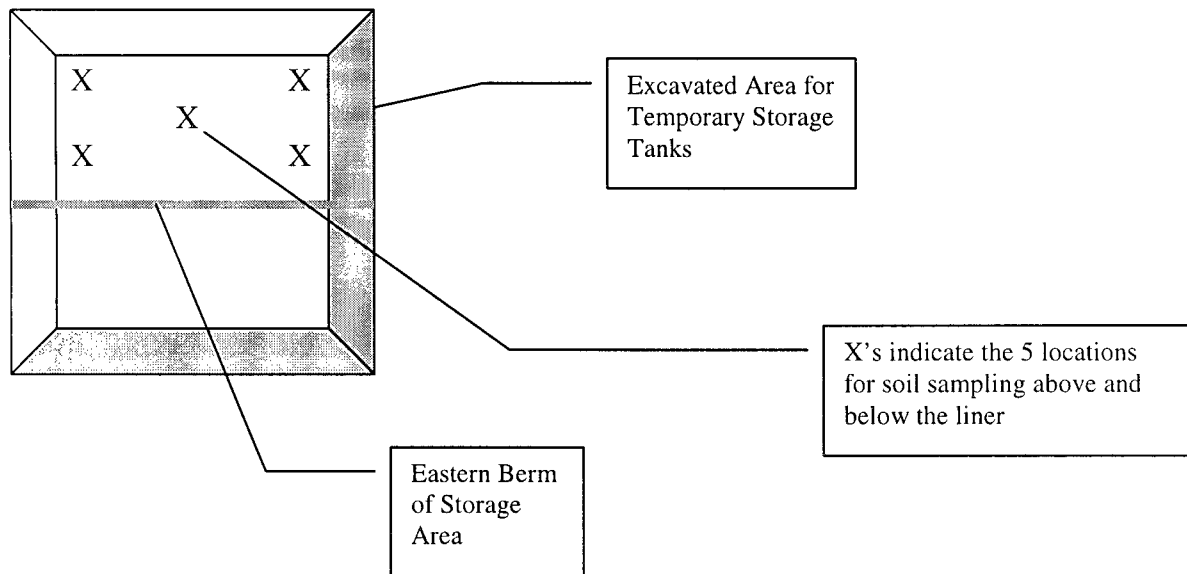 X X
X
X X
Excavated Area for
Temporary Storage
Tanks
X's indicate the 5 locations
for soil sampling above and
below the liner
Eastern Berm
of Storage
Area